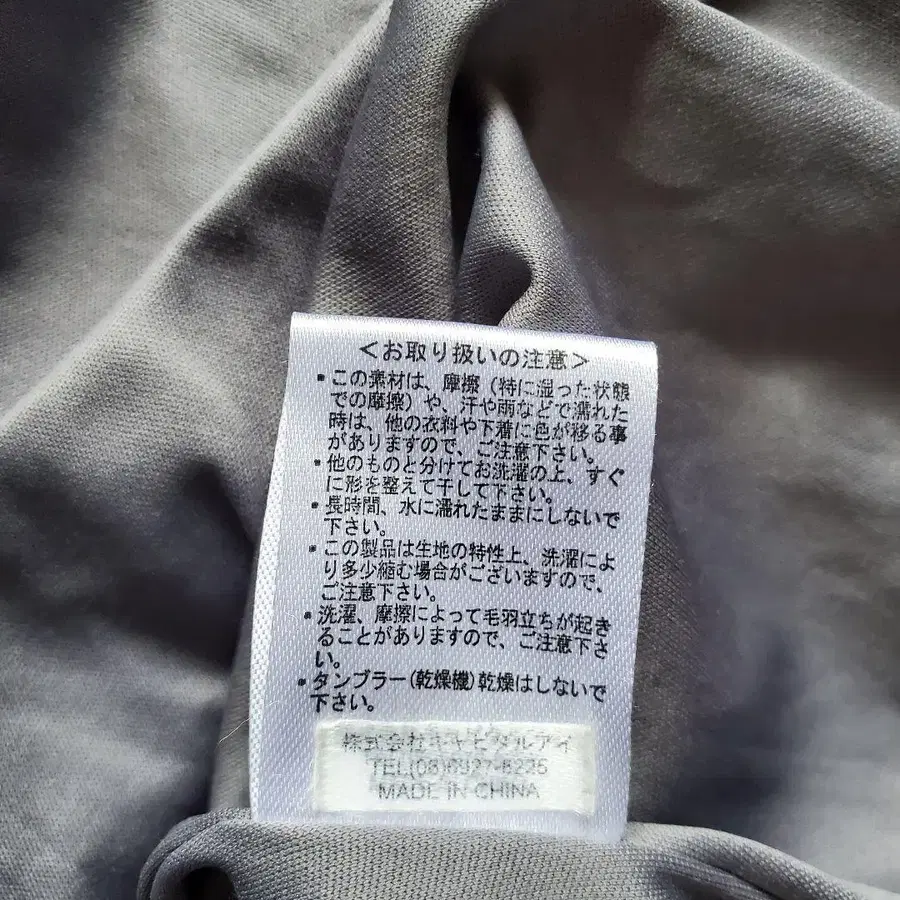 ＜お取り扱いの注意＞
・この素材は、摩擦（特に湿った状態
での摩擦）や、汗や雨などで濡れた
時は、他の衣料や下着に色が移る事
がありますので、ご注意下さい。
・他のものと分けてお洗濯の上、すぐ
に形を整えて干して下さい。
・長時間、水に濡れたままにしないで
下さい。
・この製品は生地の特性上、洗濯によ
り多少縮む場合がございますので、
ご注意下さい。
・洗濯、摩擦によって毛羽立ちが起き
ることがありますので、ご注意下さ
い。
・タンブラー(乾燥機)乾燥はしないで
下さい。
株式会社キャピタルアイ
TEL(06)6927-6226
MADE IN CHINA